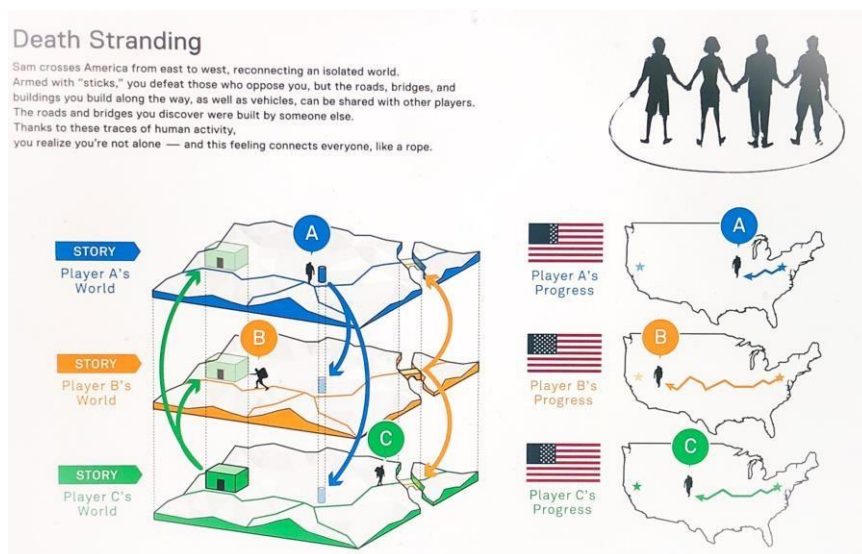 Death Stranding
Sam crosses America from east to west, reconnecting an isolated world.
Armed with “sticks,” you defeat those who oppose you, but the roads, bridges, and
buildings you build along the way, as well as vehicles, can be shared with other players.
The roads and bridges you discover were built by someone else.
Thanks to these traces of human activity,
you realize you're not alone — and this feeling connects everyone, like a rope.
STORY
Player A's
World
A
STORY
Player B's
World
B
STORY
Player C's
World
C
Player A's
Progress
A
Player B's
Progress
B
Player C's
Progress
C